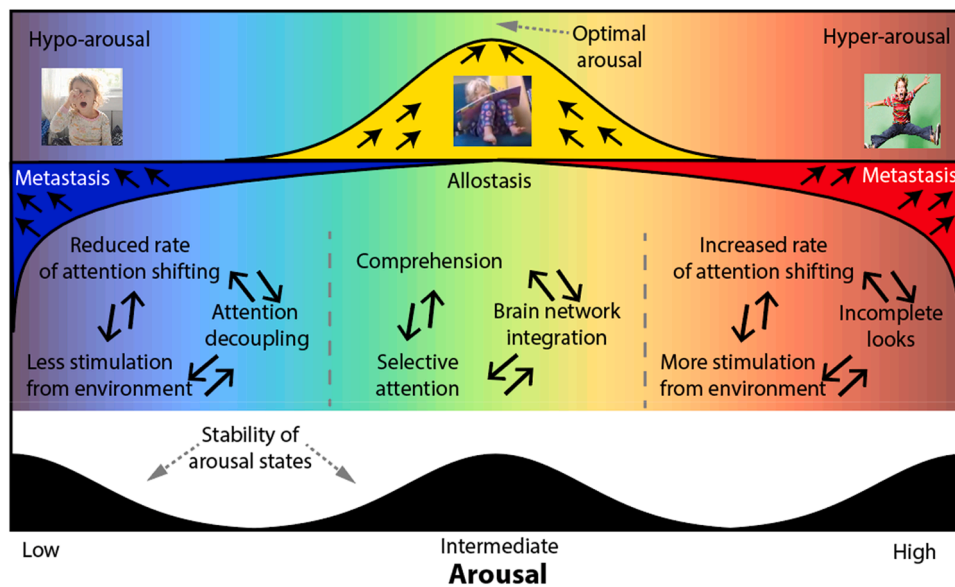 Hypo-arousal
Optimal
arousal
Hyper-arousal
Metastasis
Allostasis
Metastasis
Reduced rate
of attention shifting
Attention
decoupling
Less stimulation
from environment
Comprehension
Brain network
integration
Selective
attention
Increased rate
of attention shifting
Incomplete
looks
More stimulation
from environment
Stability of
arousal states
Low
Intermediate
High
Arousal